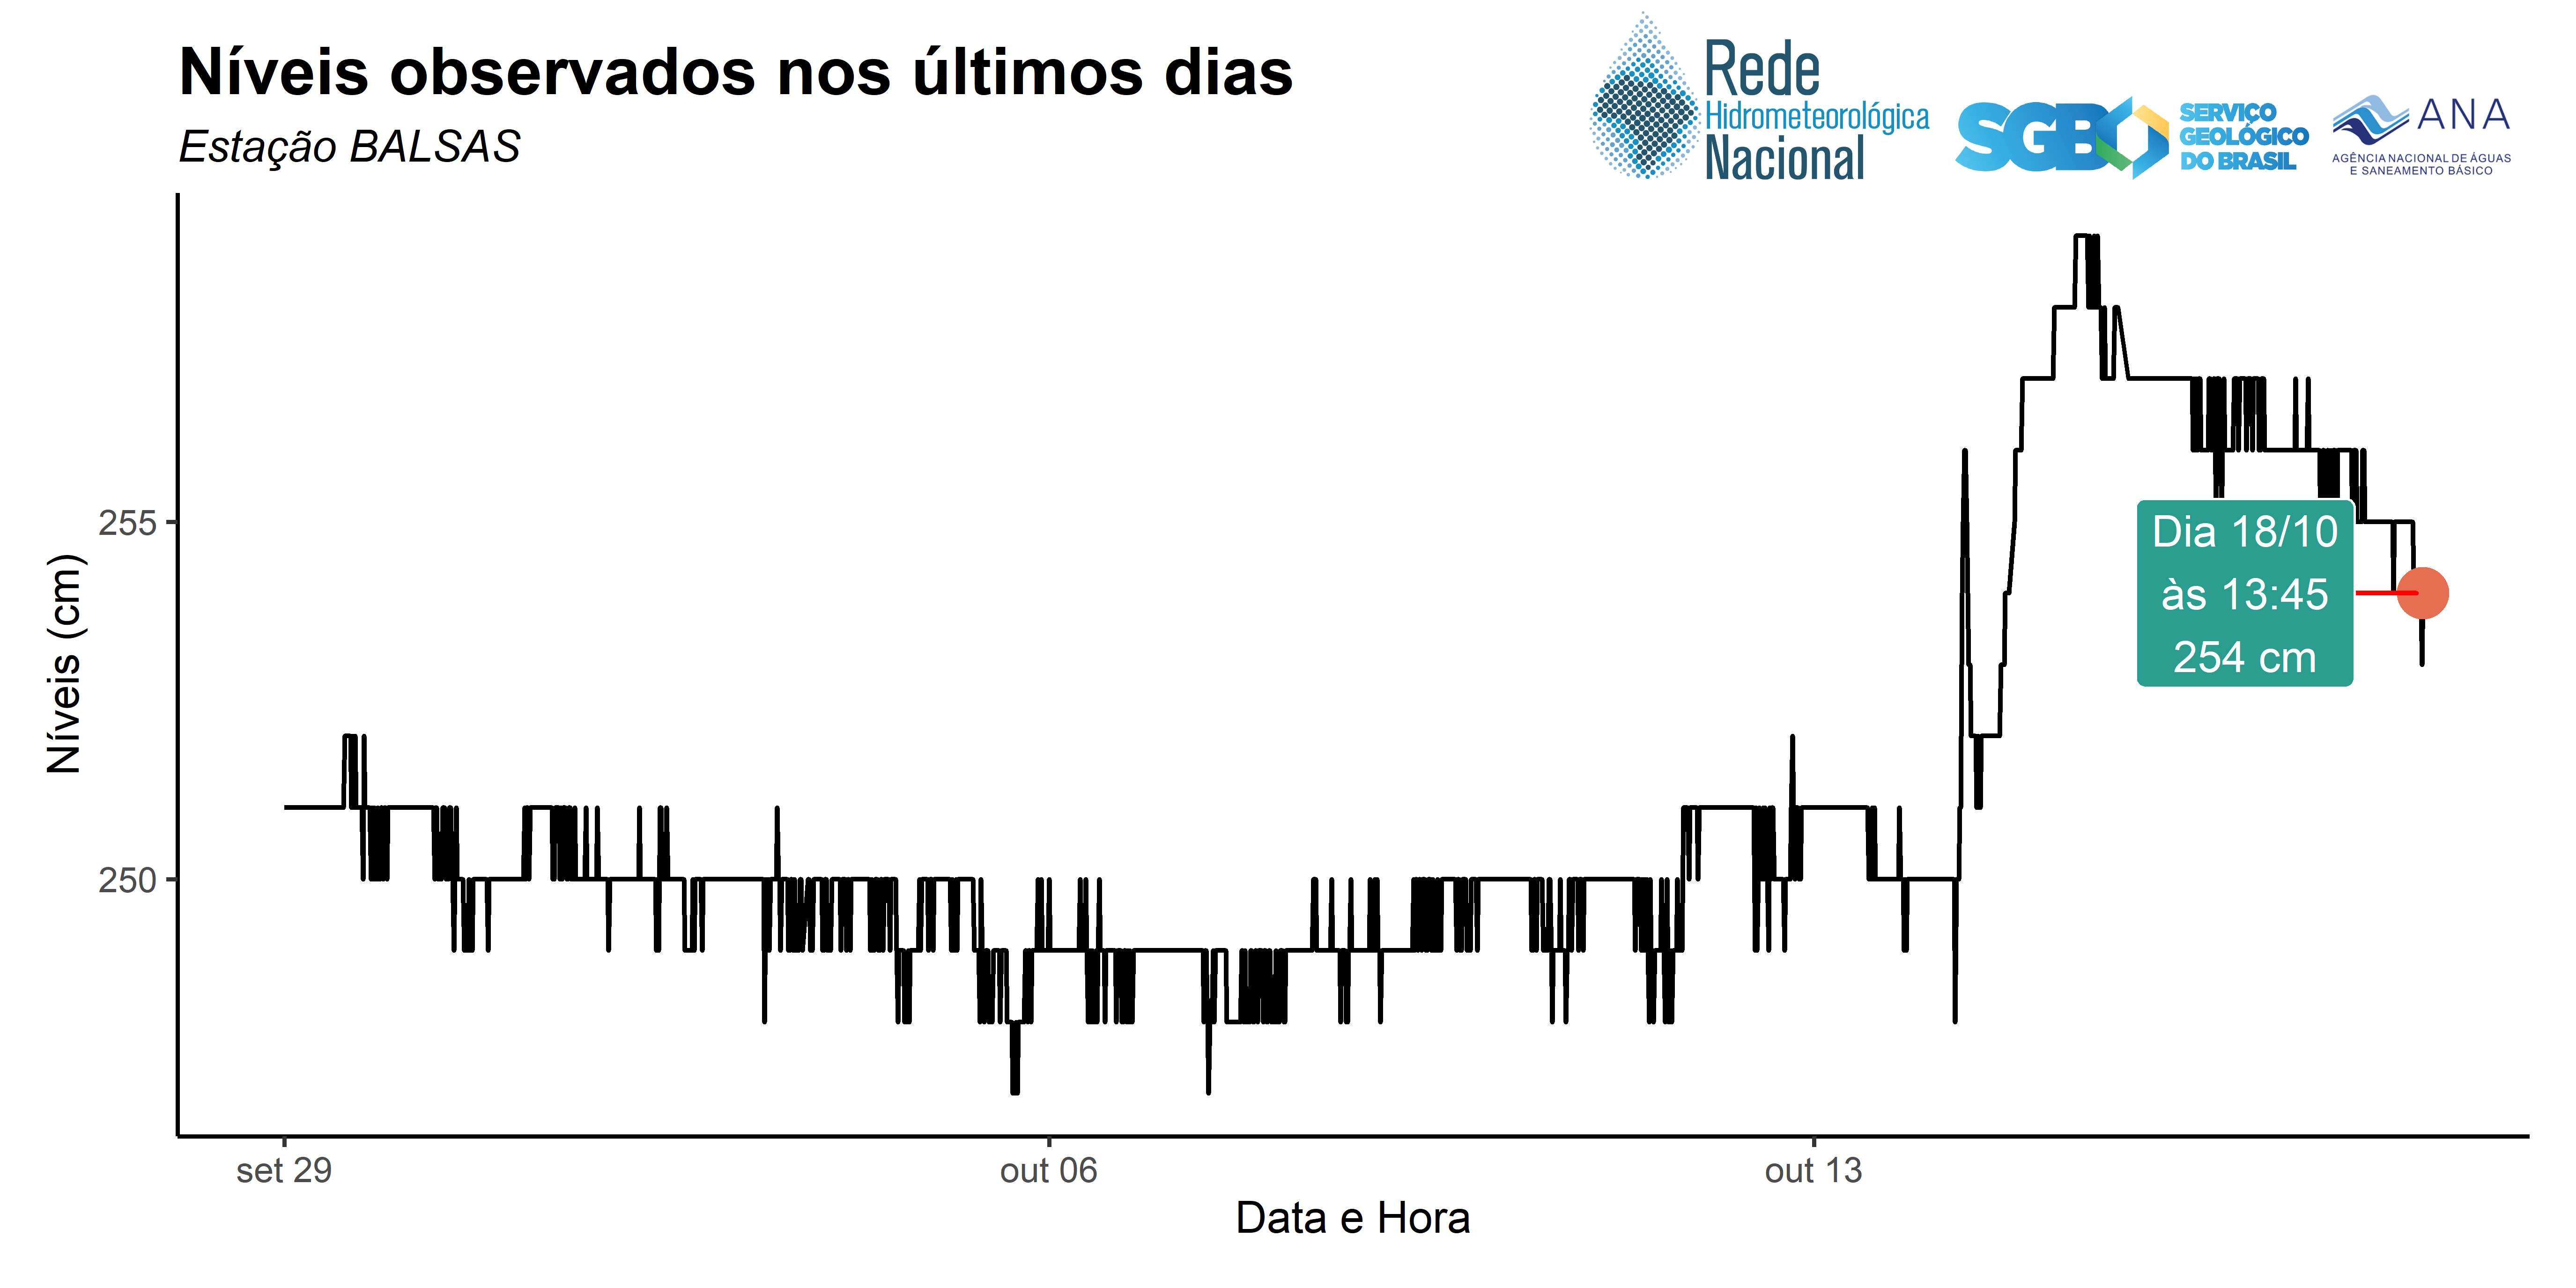 Níveis observados nos últimos dias
Estação BALSAS
Rede
Hidrometeorológica
Nacional
SGB
SERVIÇO
GEOLÓGICO
DO BRASIL
ANA
AGÊNCIA NACIONAL DE ÁGUAS
E SANEAMENTO BÁSICO
Níveis (cm)
255
250
Dia 18/10
às 13:45
254 cm
set 29
out 06
out 13
Data e Hora